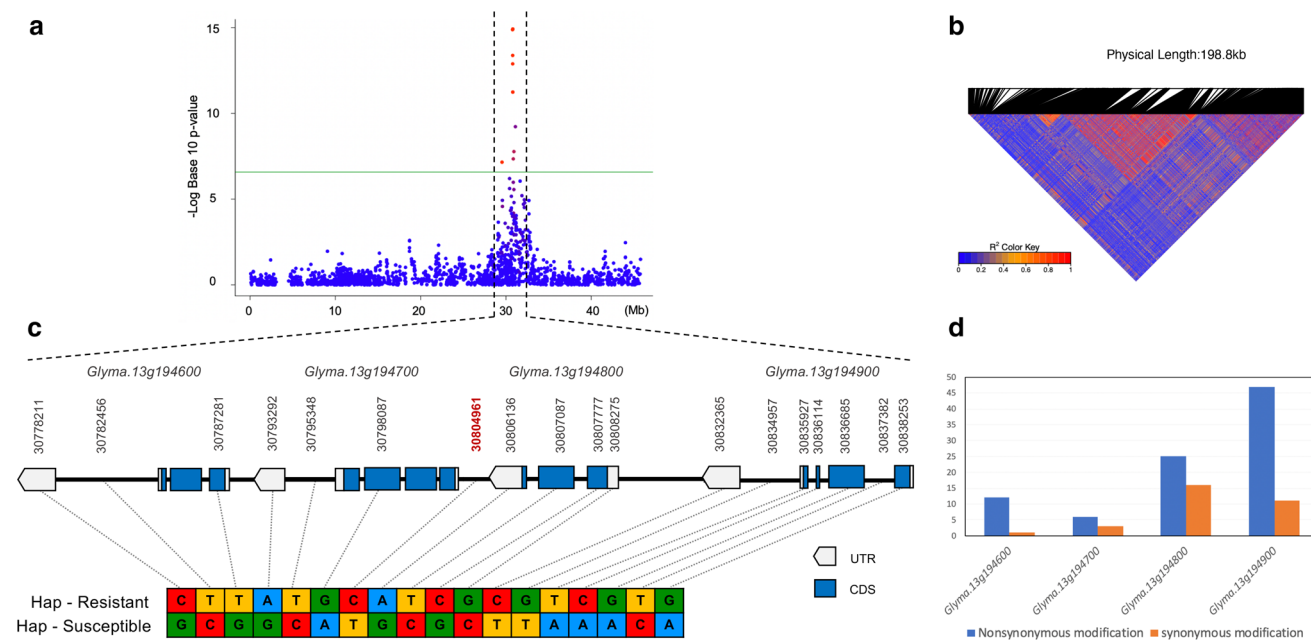 a
15
10
5
0
-Log Base 10 p-value
0 10 20 30 40 (Mb)
b
Physical Length:198.8kb
R2 Color Key
0 0.2 0.4 0.6 0.8 1
c
Glyma.13g194600 Glyma.13g194700 Glyma.13g194800 Glyma.13g194900
30778211 30782456 30787281 30793292 30795348 30798087 30804961 30806136 30807087 30807777 30808275 30832365 30834957 30835927 30836114 30836685 30837382 30838253
UTR
CDS
Hap - Resistant C T T A T G C A T C G C G T C G T G
Hap - Susceptible G C G G C A T G C G C T T A A A C A
d
50
45
40
35
30
25
20
15
10
5
0
Glyma.13g194600 Glyma.13g194700 Glyma.13g194800 Glyma.13g194900
Nonsynonymous modification synonymous modification